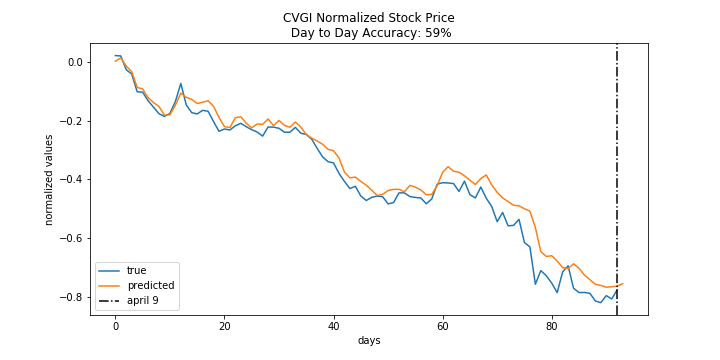 CVGI Normalized Stock Price
Day to Day Accuracy: 59%
normalized values
0.0
−0.2
−0.4
−0.6
−0.8
true
predicted
april 9
0
20
40
60
80
days